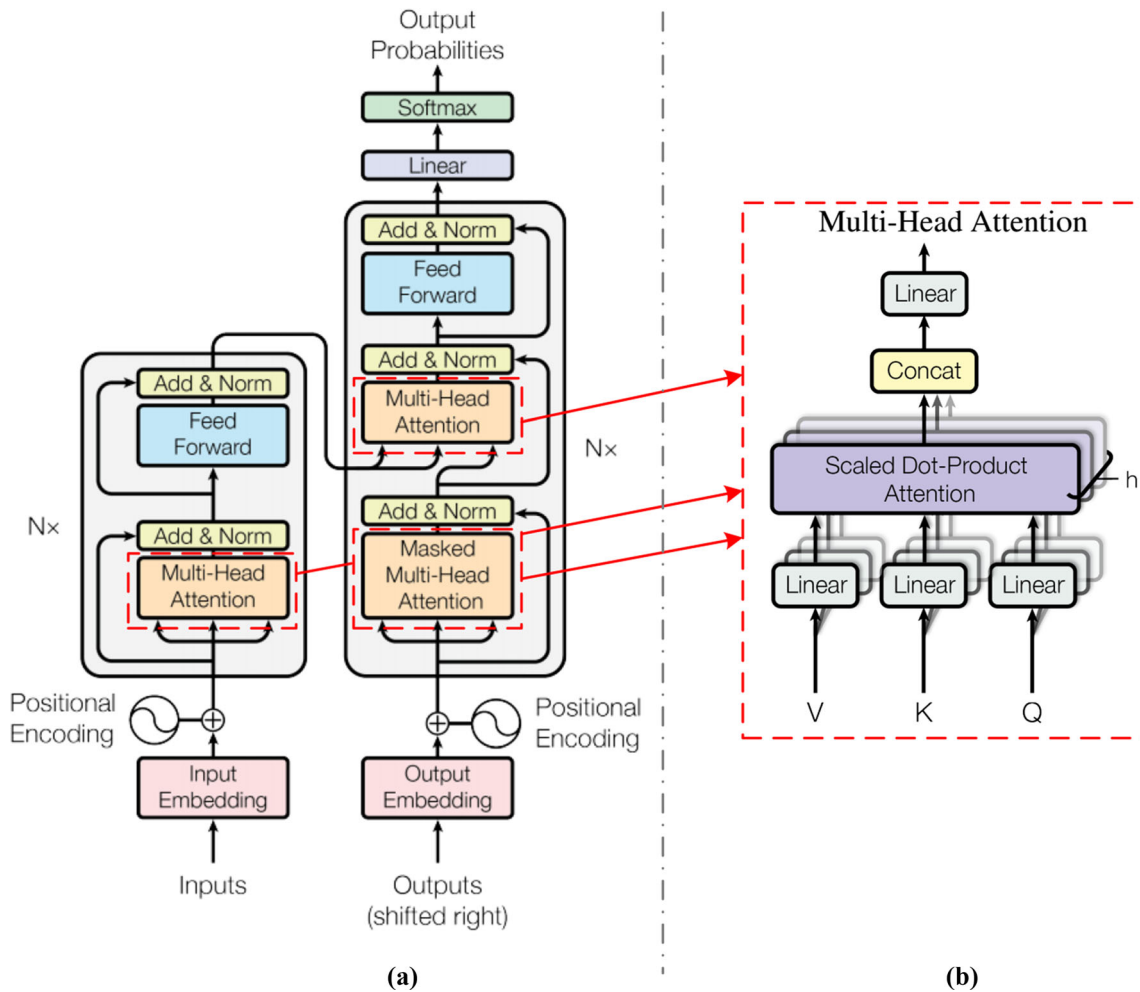 Output
Probabilities
Softmax
Linear
Add & Norm
Feed
Forward
Add & Norm
Multi-Head
Attention
N×
Add & Norm
Masked
Multi-Head
Attention
Add & Norm
Feed
Forward
N×
Add & Norm
Multi-Head
Attention
Positional
Encoding
Positional
Encoding
Input
Embedding
Output
Embedding
Inputs
Outputs
(shifted right)
(a)
Multi-Head Attention
Linear
Concat
Scaled Dot-Product
Attention
h
Linear
Linear
Linear
V
K
Q
(b)